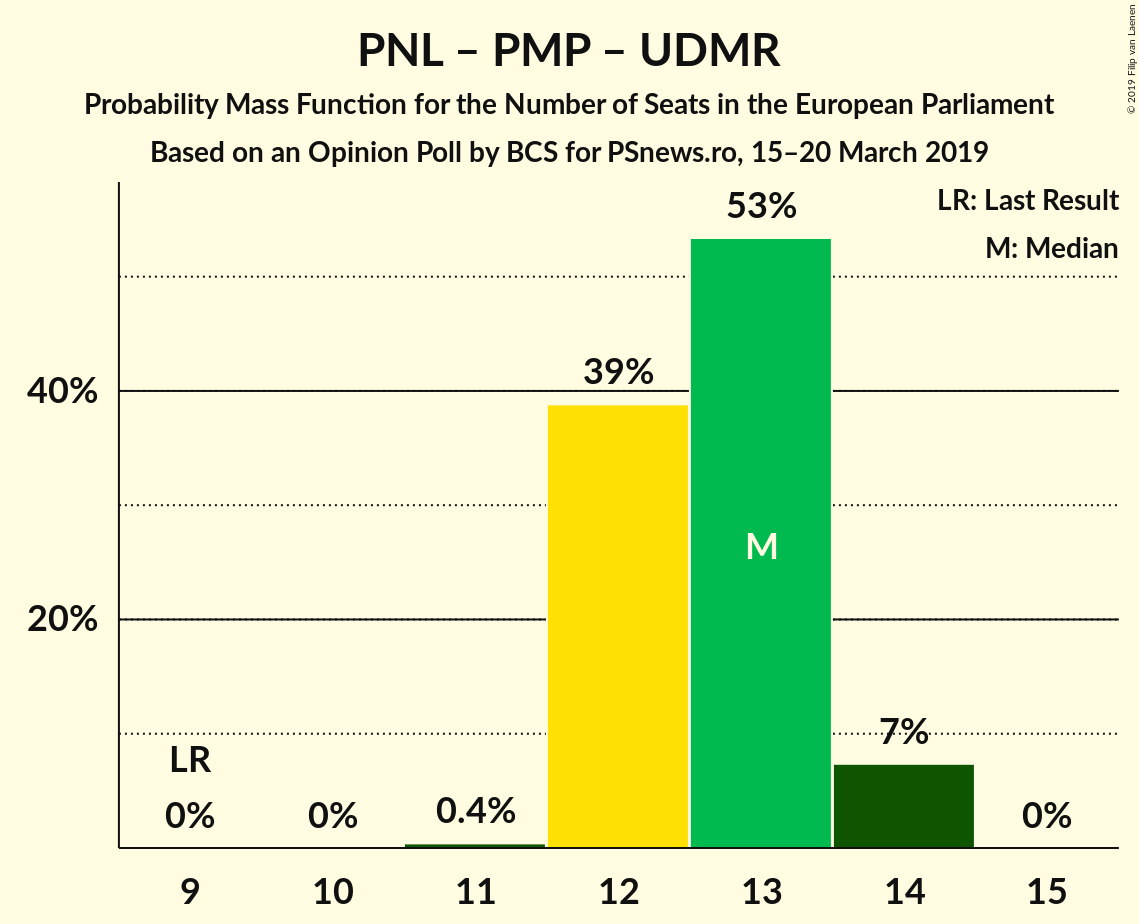 PNL – PMP – UDMR
Probability Mass Function for the Number of Seats in the European Parliament
Based on an Opinion Poll by BCS for PSnews.ro, 15–20 March 2019
© 2019 Filip van Laenen
LR: Last Result
M: Median
53%
39%
40%
M
20%
7%
LR
0%
0%
0.4%
0%
9
10
11
12
13
14
15